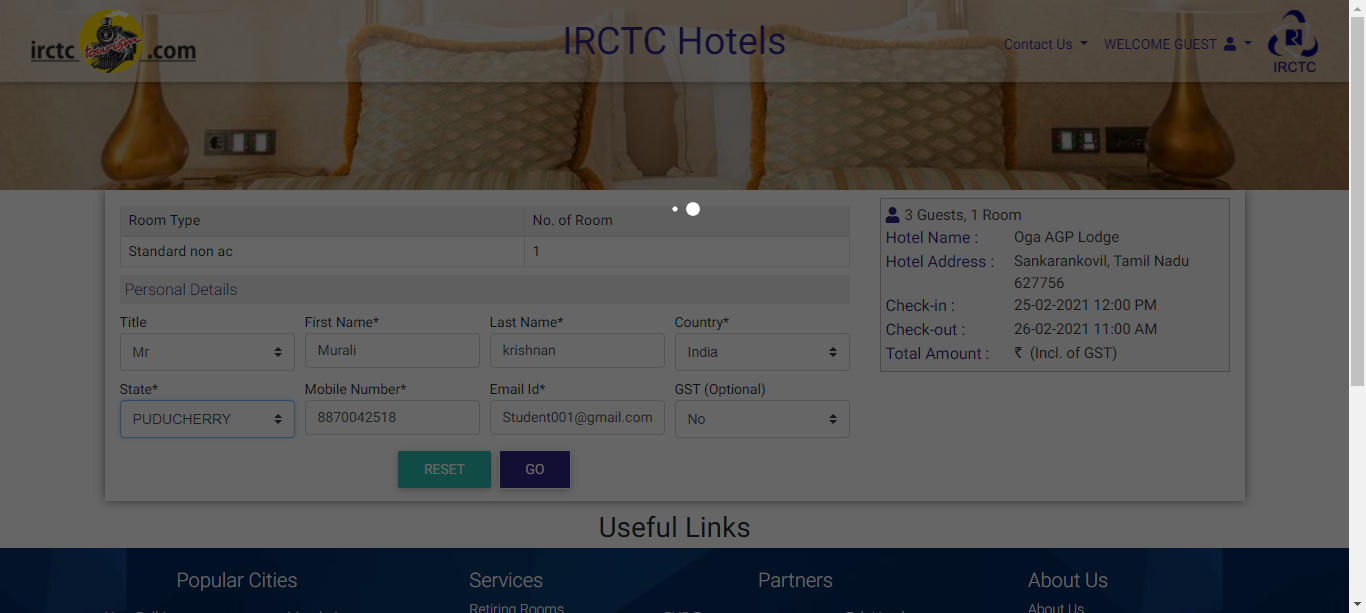 irctc tourism .com
IRCTC Hotels
Contact Us
WELCOME GUEST
IRCTC
Room Type No. of Room
Standard non ac 1
Personal Details
Title First Name* Last Name* Country*
Mr Murali krishnan India
State* Mobile Number* Email Id* GST (Optional)
PUDUCHERRY 8870042518 Student001@gmail.com No
RESET GO
3 Guests, 1 Room
Hotel Name : Oga AGP Lodge
Hotel Address : Sankarankovil, Tamil Nadu
627756
Check-in : 25-02-2021 12:00 PM
Check-out : 26-02-2021 11:00 AM
Total Amount : ₹ (Incl. of GST)
Useful Links
Popular Cities Services Partners About Us
Retiring Rooms About Us